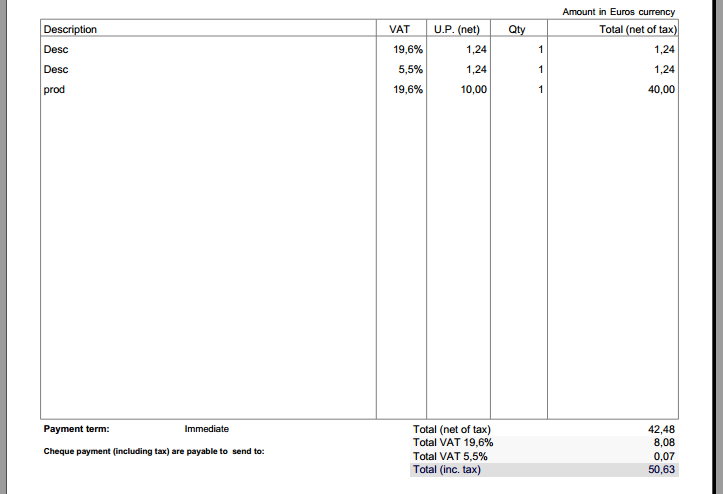 Amount in Euros currency
Description VAT U.P. (net) Qty Total (net of tax)
Desc 19,6% 1,24 1 1,24
Desc 5,5% 1,24 1 1,24
prod 19,6% 10,00 1 40,00
Payment term: Immediate Total (net of tax) 42,48
Total VAT 19,6% 8,08
Cheque payment (including tax) are payable to send to: Total VAT 5,5% 0,07
Total (inc. tax) 50,63